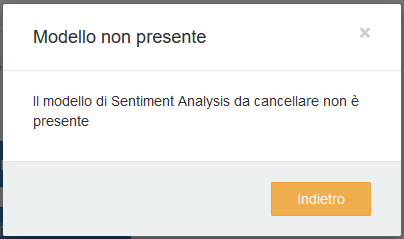 Modello non presente
×
Il modello di Sentiment Analysis da cancellare non è
presente
Indietro